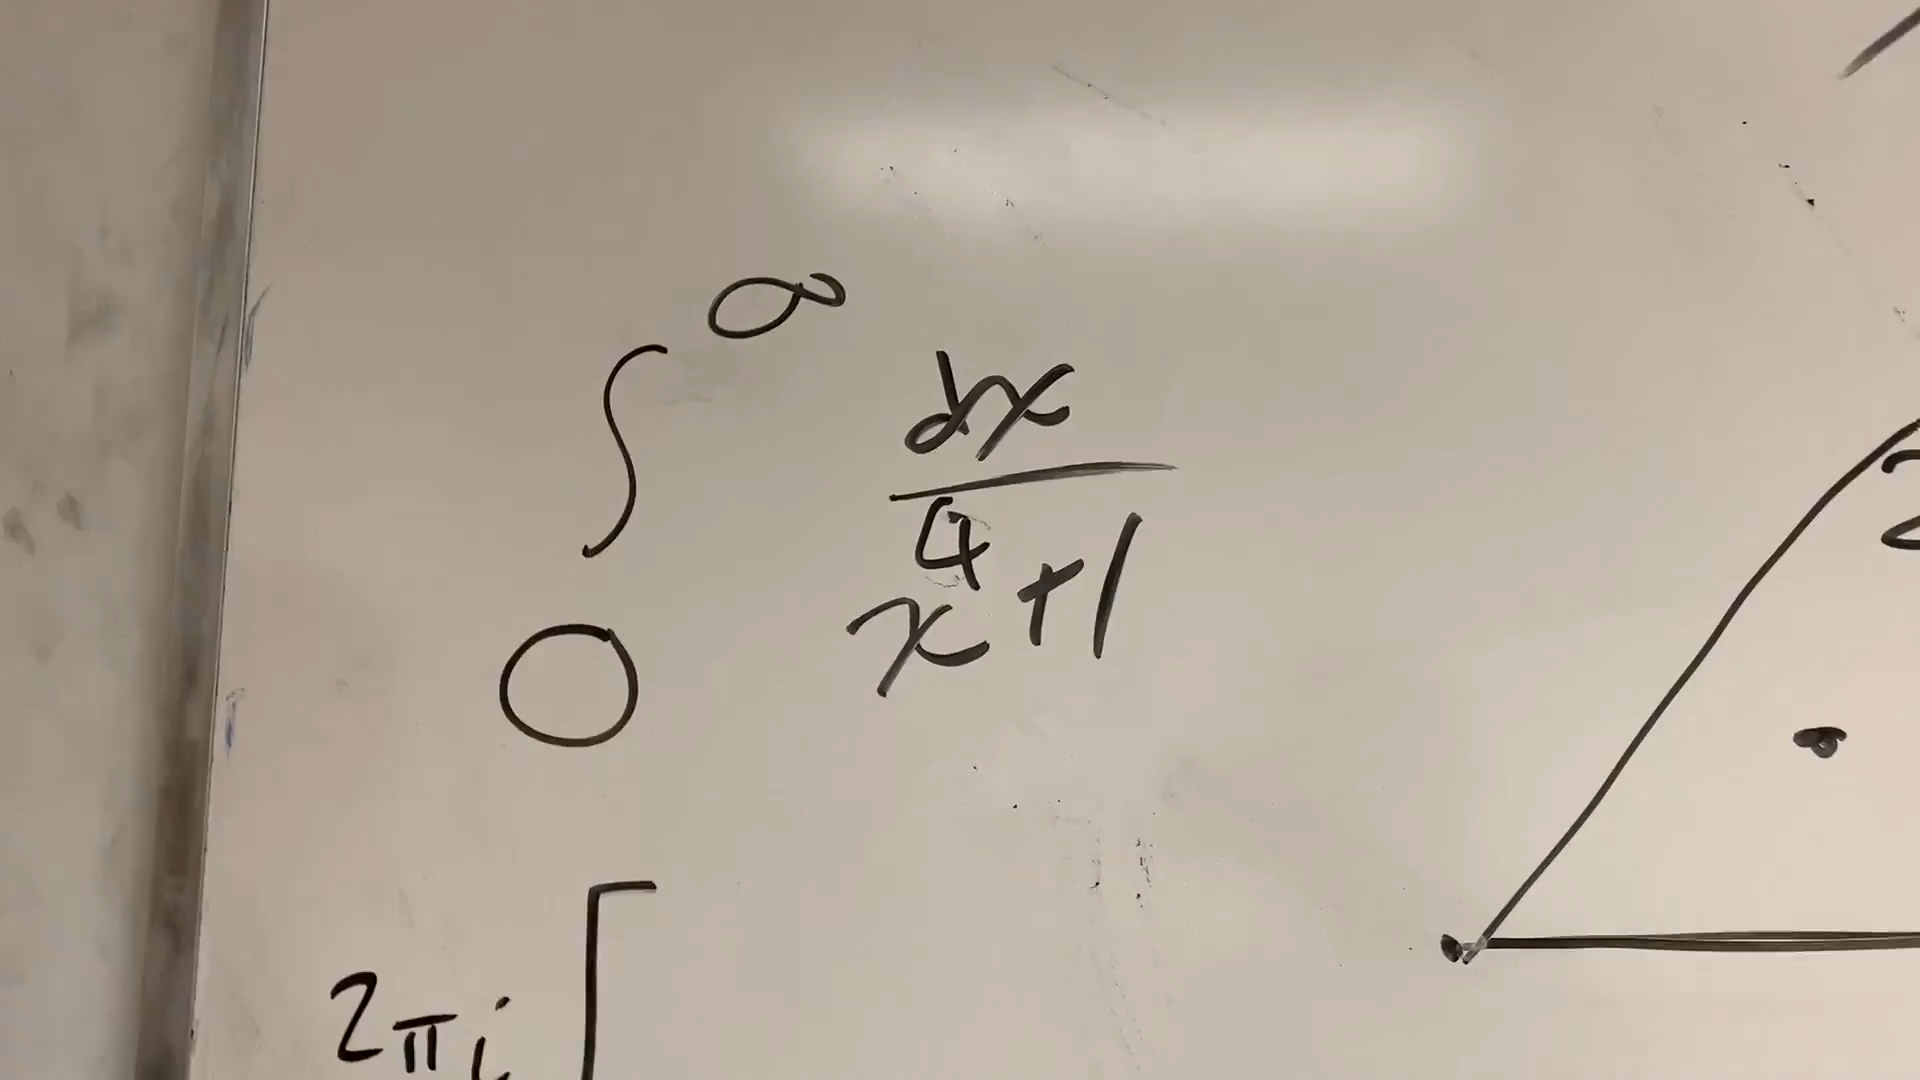 ∫₀^∞ dx / (x⁴ + 1)
2πi [